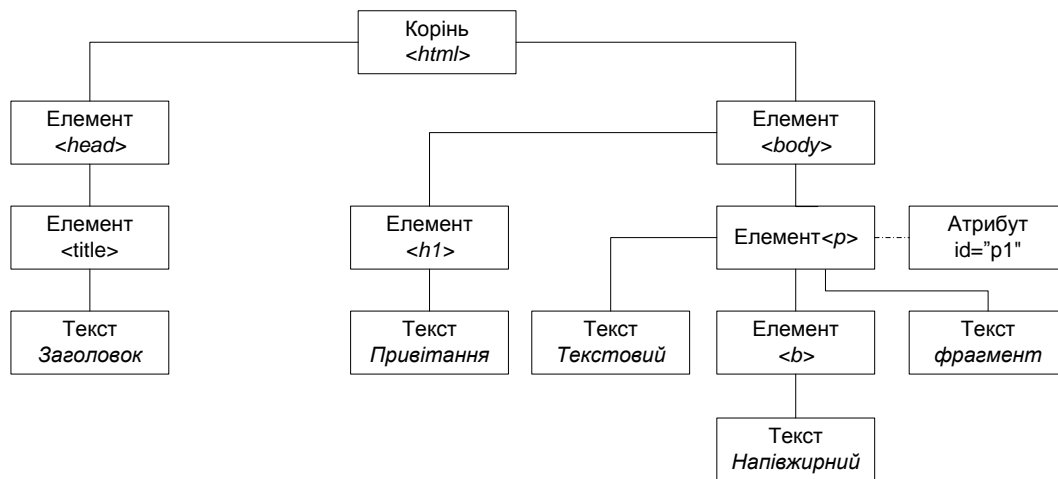 Корінь
<html>
Елемент
<head>
Елемент
<body>
Елемент
<title>
Елемент
<h1>
Елемент<p>
Атрибут
id=”p1"
Текст
Заголовок
Текст
Привітання
Текст
Текстовий
Елемент
<b>
Текст
фрагмент
Текст
Напівжирний